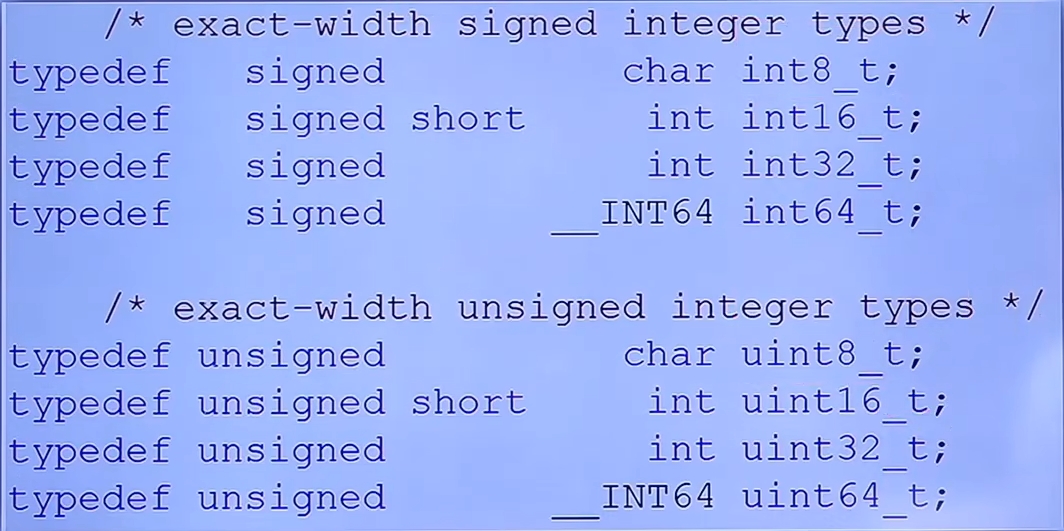 /* exact-width signed integer types */
typedef signed char int8_t;
typedef signed short int int16_t;
typedef signed int int32_t;
typedef signed __INT64 int64_t;
/* exact-width unsigned integer types */
typedef unsigned char uint8_t;
typedef unsigned short int uint16_t;
typedef unsigned int uint32_t;
typedef unsigned __INT64 uint64_t;